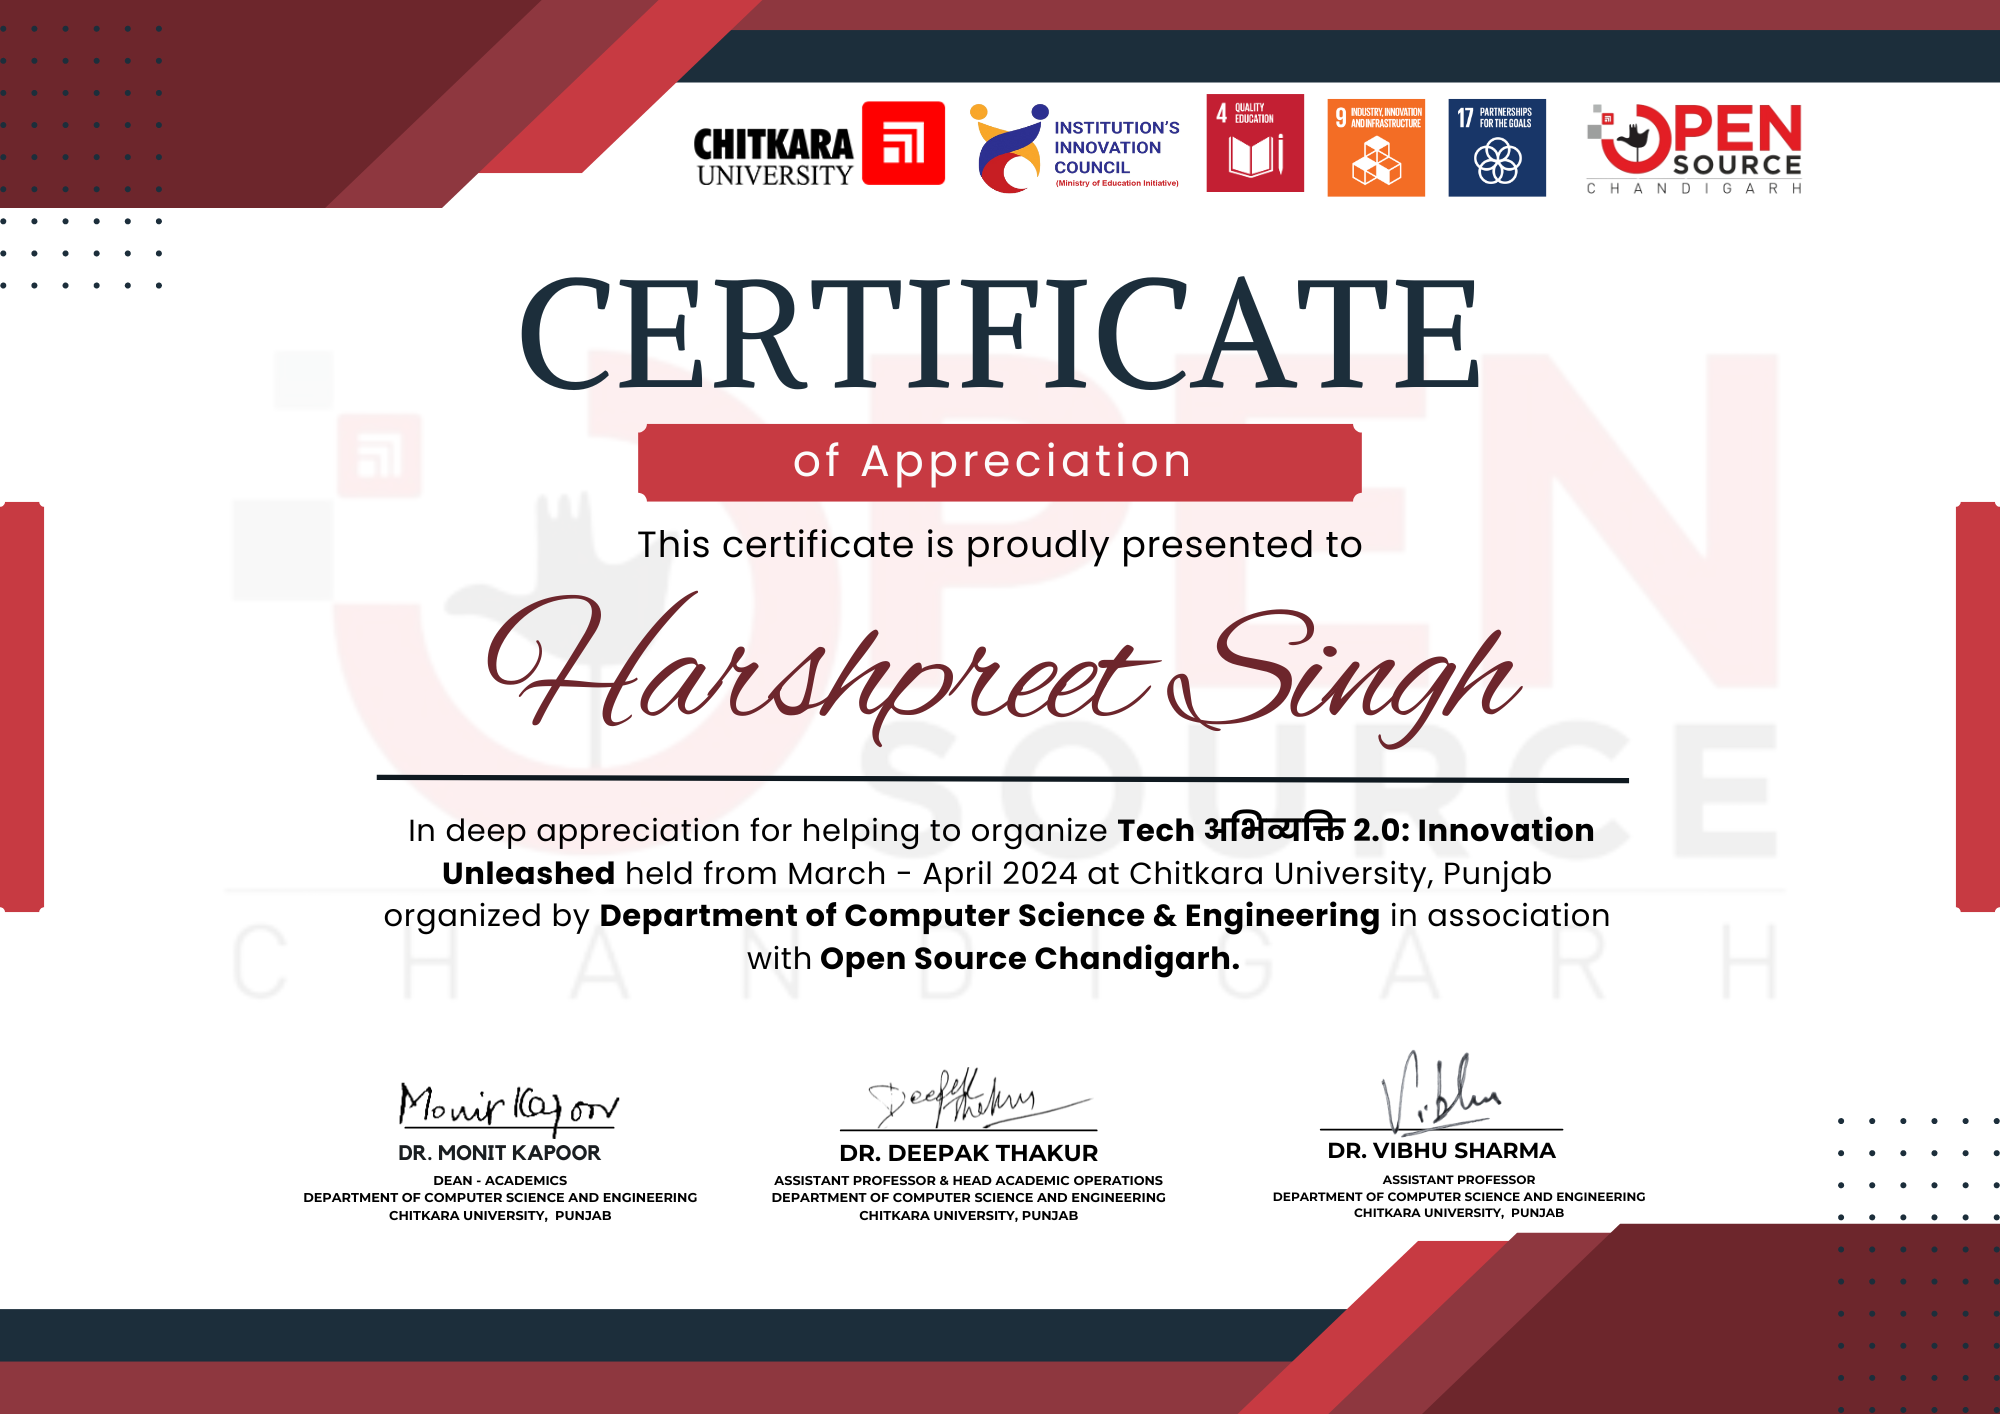 CHITKARA
UNIVERSITY
INSTITUTION'S
INNOVATION
COUNCIL
(Ministry of Education Initiative)
4 QUALITY
EDUCATION
9 INDUSTRY, INNOVATION
AND INFRASTRUCTURE
17 PARTNERSHIPS
FOR THE GOALS
OPEN
SOURCE
CHANDIGARH
CERTIFICATE
of Appreciation
This certificate is proudly presented to
Harshpreet Singh
In deep appreciation for helping to organize Tech अभिव्यक्ति 2.0: Innovation
Unleashed held from March - April 2024 at Chitkara University, Punjab
organized by Department of Computer Science & Engineering in association
with Open Source Chandigarh.
OPEN
SOURCE
CHANDIGARH
Monit Kapoor
DR. MONIT KAPOOR
DEAN - ACADEMICS
DEPARTMENT OF COMPUTER SCIENCE AND ENGINEERING
CHITKARA UNIVERSITY, PUNJAB
Deepak
Thakur
DR. DEEPAK THAKUR
ASSISTANT PROFESSOR & HEAD ACADEMIC OPERATIONS
DEPARTMENT OF COMPUTER SCIENCE AND ENGINEERING
CHITKARA UNIVERSITY, PUNJAB
Vibhu
DR. VIBHU SHARMA
ASSISTANT PROFESSOR
DEPARTMENT OF COMPUTER SCIENCE AND ENGINEERING
CHITKARA UNIVERSITY, PUNJAB